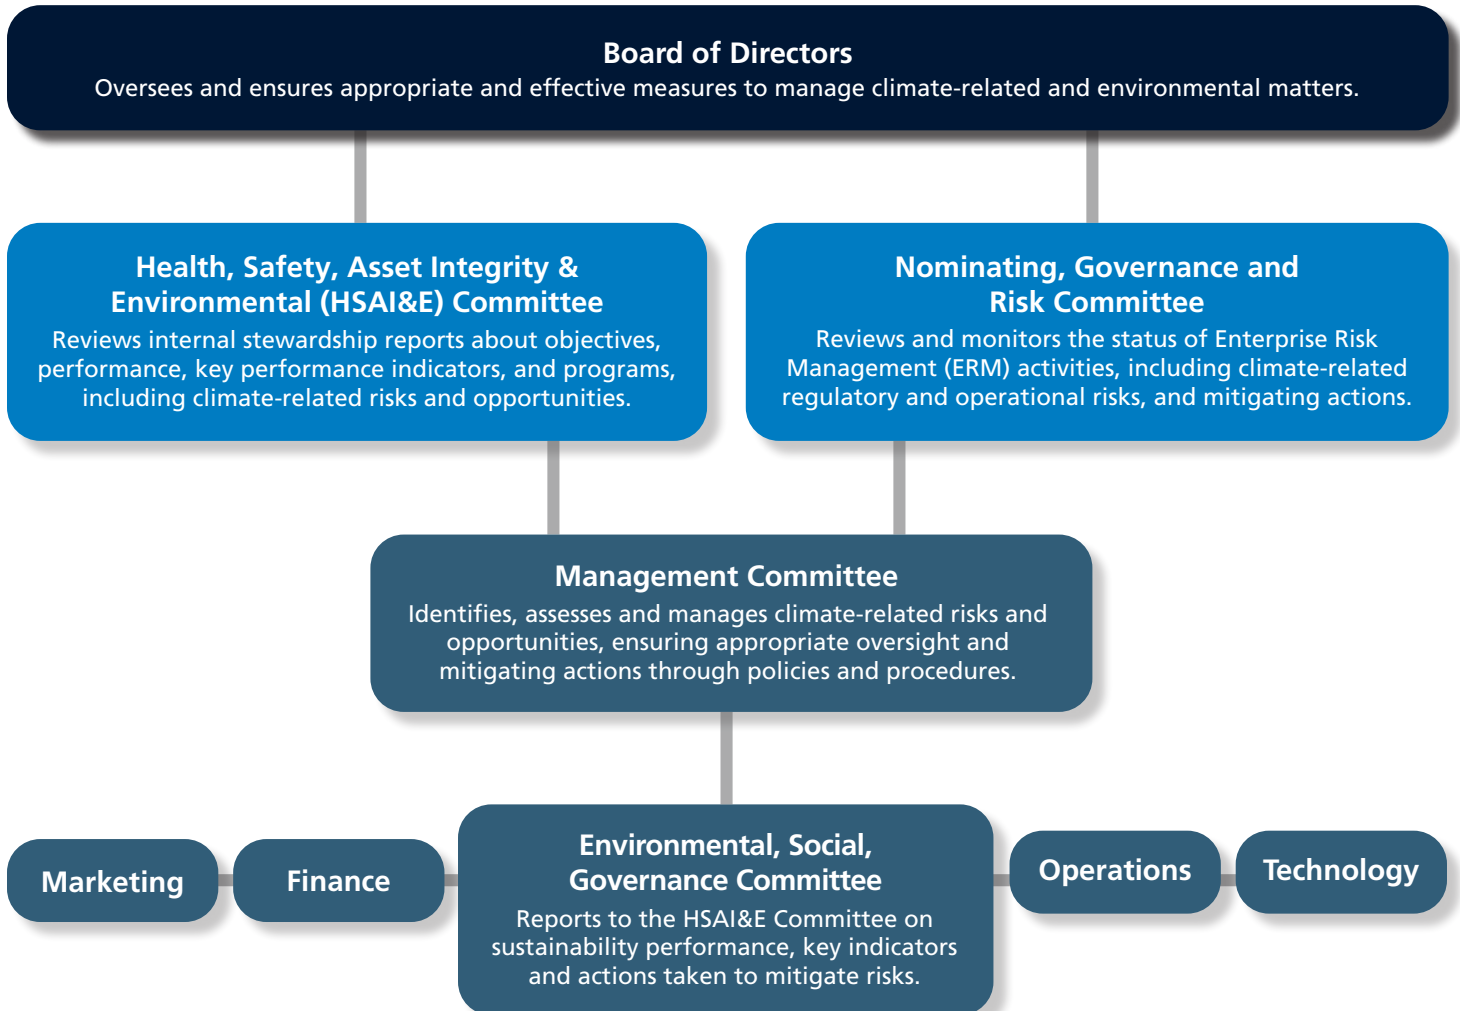 Board of Directors
Oversees and ensures appropriate and effective measures to manage climate-related and environmental matters.
Health, Safety, Asset Integrity &
Environmental (HSAI&E) Committee
Reviews internal stewardship reports about objectives,
performance, key performance indicators, and programs,
including climate-related risks and opportunities.
Nominating, Governance and
Risk Committee
Reviews and monitors the status of Enterprise Risk
Management (ERM) activities, including climate-related
regulatory and operational risks, and mitigating actions.
Management Committee
Identifies, assesses and manages climate-related risks and
opportunities, ensuring appropriate oversight and
mitigating actions through policies and procedures.
Marketing
Finance
Environmental, Social,
Governance Committee
Reports to the HSAI&E Committee on
sustainability performance, key indicators
and actions taken to mitigate risks.
Operations
Technology